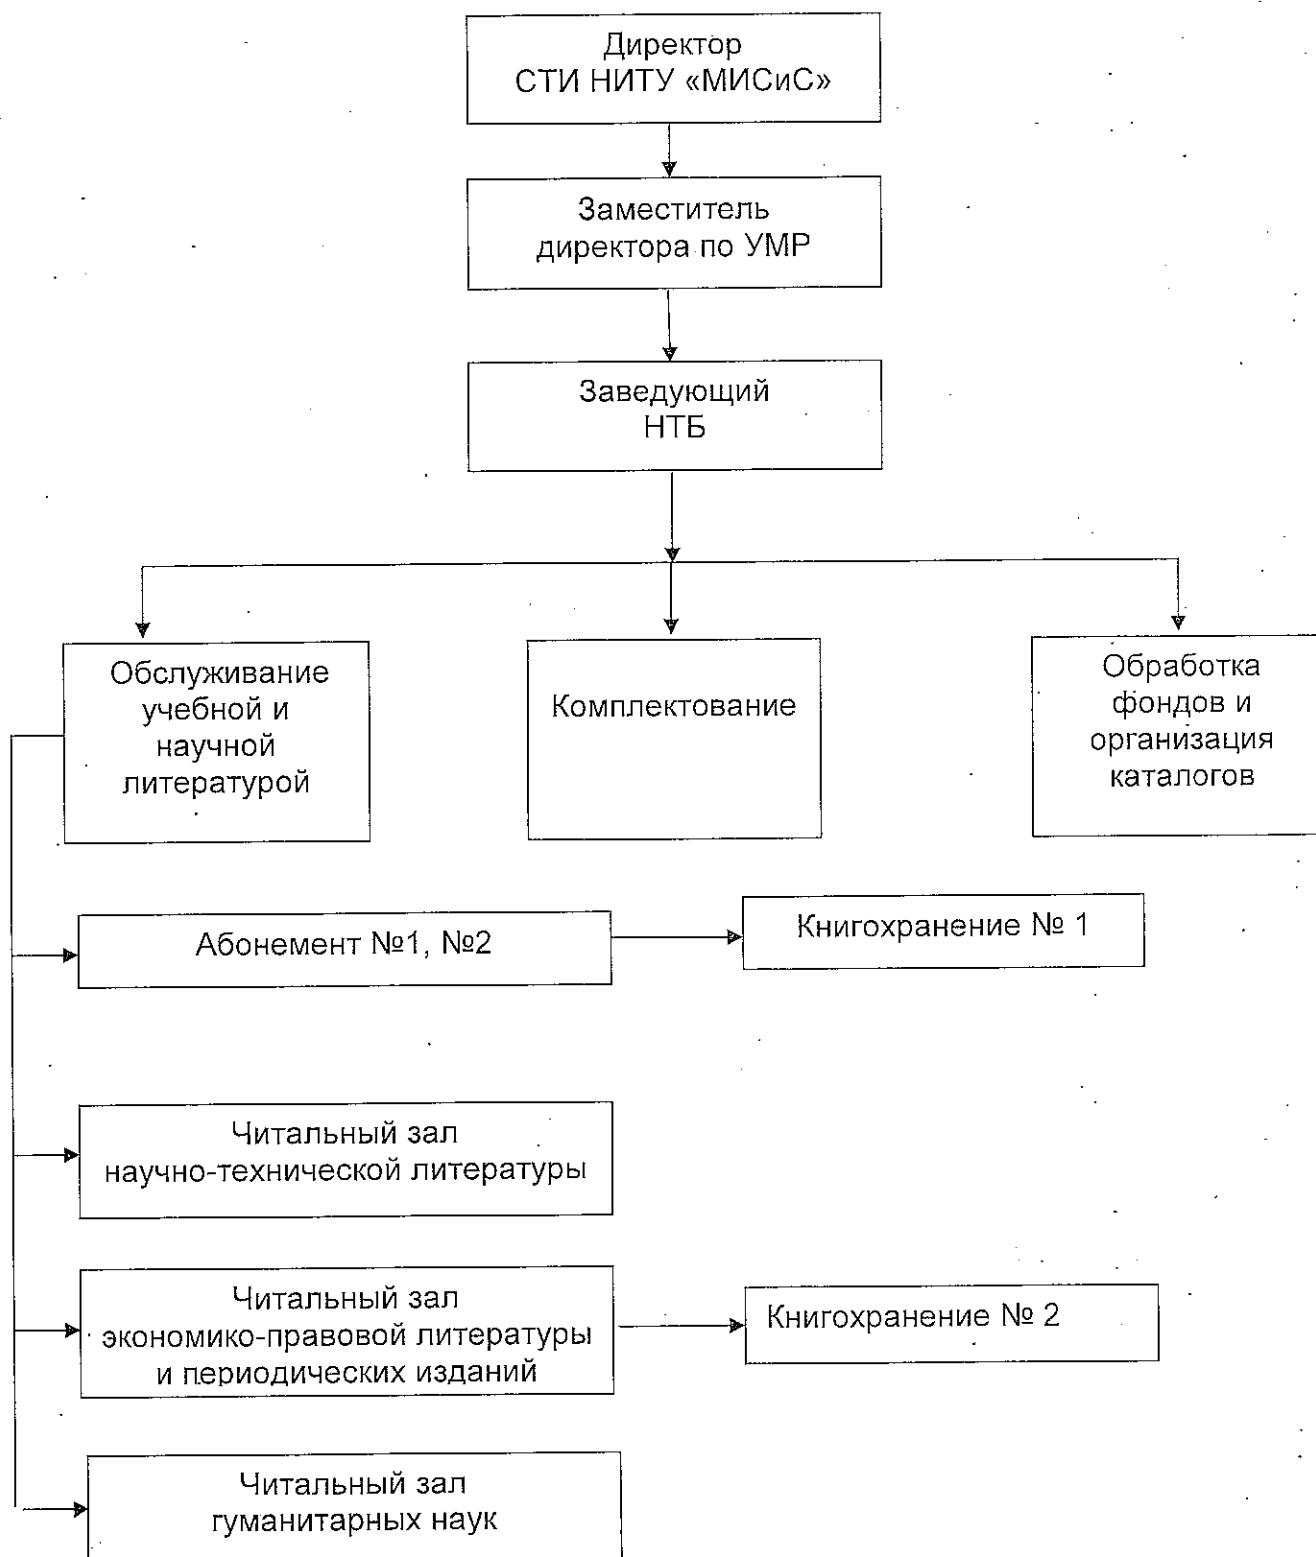 Директор
СТИ НИТУ «МИСиС»
Заместитель
директора по УМР
Заведующий
НТБ
Обслуживание
учебной и
научной
литературой
Комплектование
Обработка
фондов и
организация
каталогов
Абонемент №1, №2
Книгохранение № 1
Читальный зал
научно-технической литературы
Читальный зал
экономико-правовой литературы
и периодических изданий
Книгохранение № 2
Читальный зал
гуманитарных наук